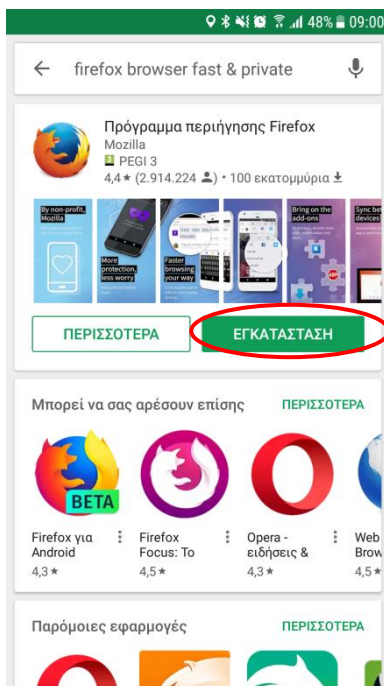 48% 09:00
firefox browser fast & private
Πρόγραμμα περιήγησης Firefox
Mozilla
PEGI 3
4,4★ (2.914.224) • 100 εκατομμύρια
By non-profit, Mozilla
More protection, less worry
Faster browsing your way
Bring on the add-ons
Sync be devices
ΠΕΡΙΣΣΟΤΕΡΑ ΕΓΚΑΤΑΣΤΑΣΗ
Μπορεί να σας αρέσουν επίσης ΠΕΡΙΣΣΟΤΕΡΑ
BETA
Firefox για Firefox Opera - Web
Android Focus: To ειδήσεις & Brow
4,3★ 4,5★ 4,3★ 4,5★
Παρόμοιες εφαρμογές ΠΕΡΙΣΣΟΤΕΡΑ